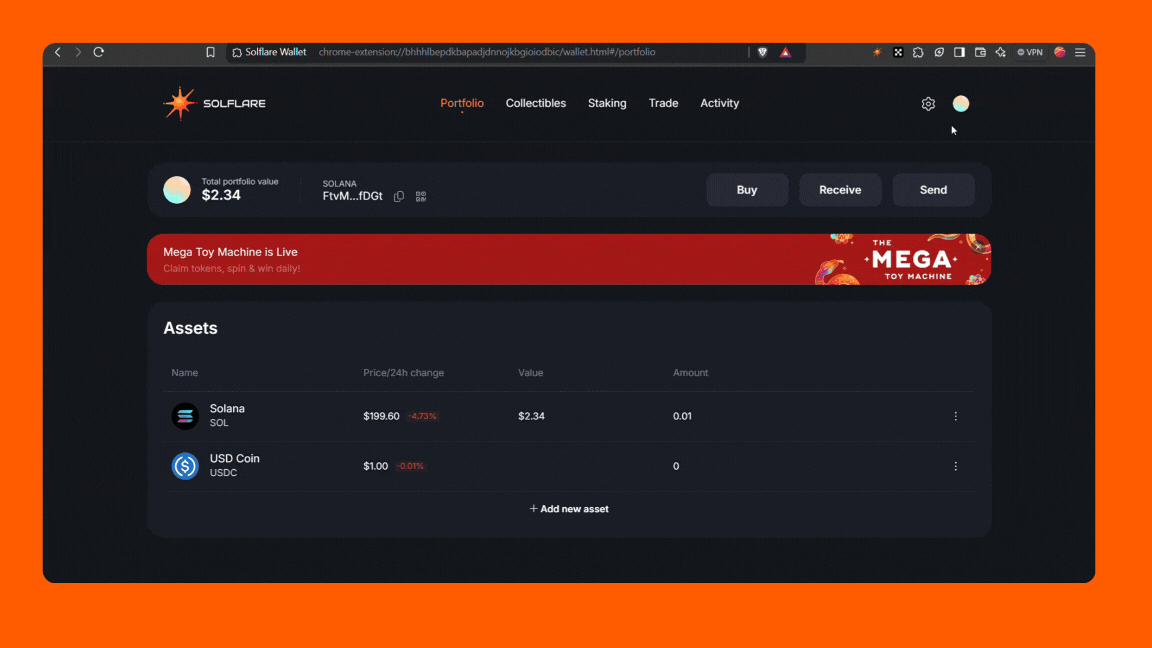 Solflare Wallet chrome-extension://bhhhlbepdkbapadjdnnojkbgioiodbic/wallet.html#/portfolio VPN
SOLFLARE Portfolio Collectibles Staking Trade Activity
Total portfolio value
$2.34
SOLANA
FtvM...fDGt
Buy Receive Send
Mega Toy Machine is Live
Claim tokens, spin & win daily!
THE
MEGA
TOY MACHINE
Assets
Name Price/24h change Value Amount
Solana
SOL
$199.60 -4.73% $2.34 0.01
USD Coin
USDC
$1.00 -0.01% 0
+ Add new asset